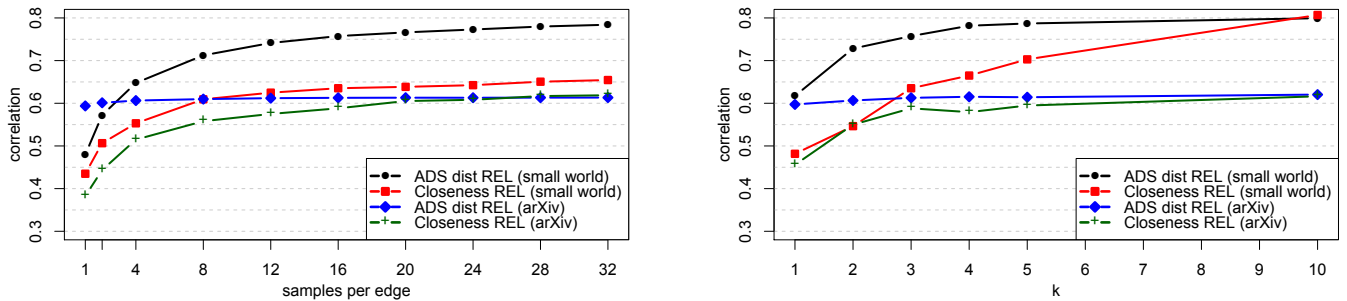 0.8
0.7
0.6
0.5
0.4
0.3
correlation
1 4 8 12 16 20 24 28 32
samples per edge
ADS dist REL (small world)
Closeness REL (small world)
ADS dist REL (arXiv)
Closeness REL (arXiv)
0.8
0.7
0.6
0.5
0.4
0.3
correlation
1 2 3 4 5 6 7 8 9 10
k
ADS dist REL (small world)
Closeness REL (small world)
ADS dist REL (arXiv)
Closeness REL (arXiv)